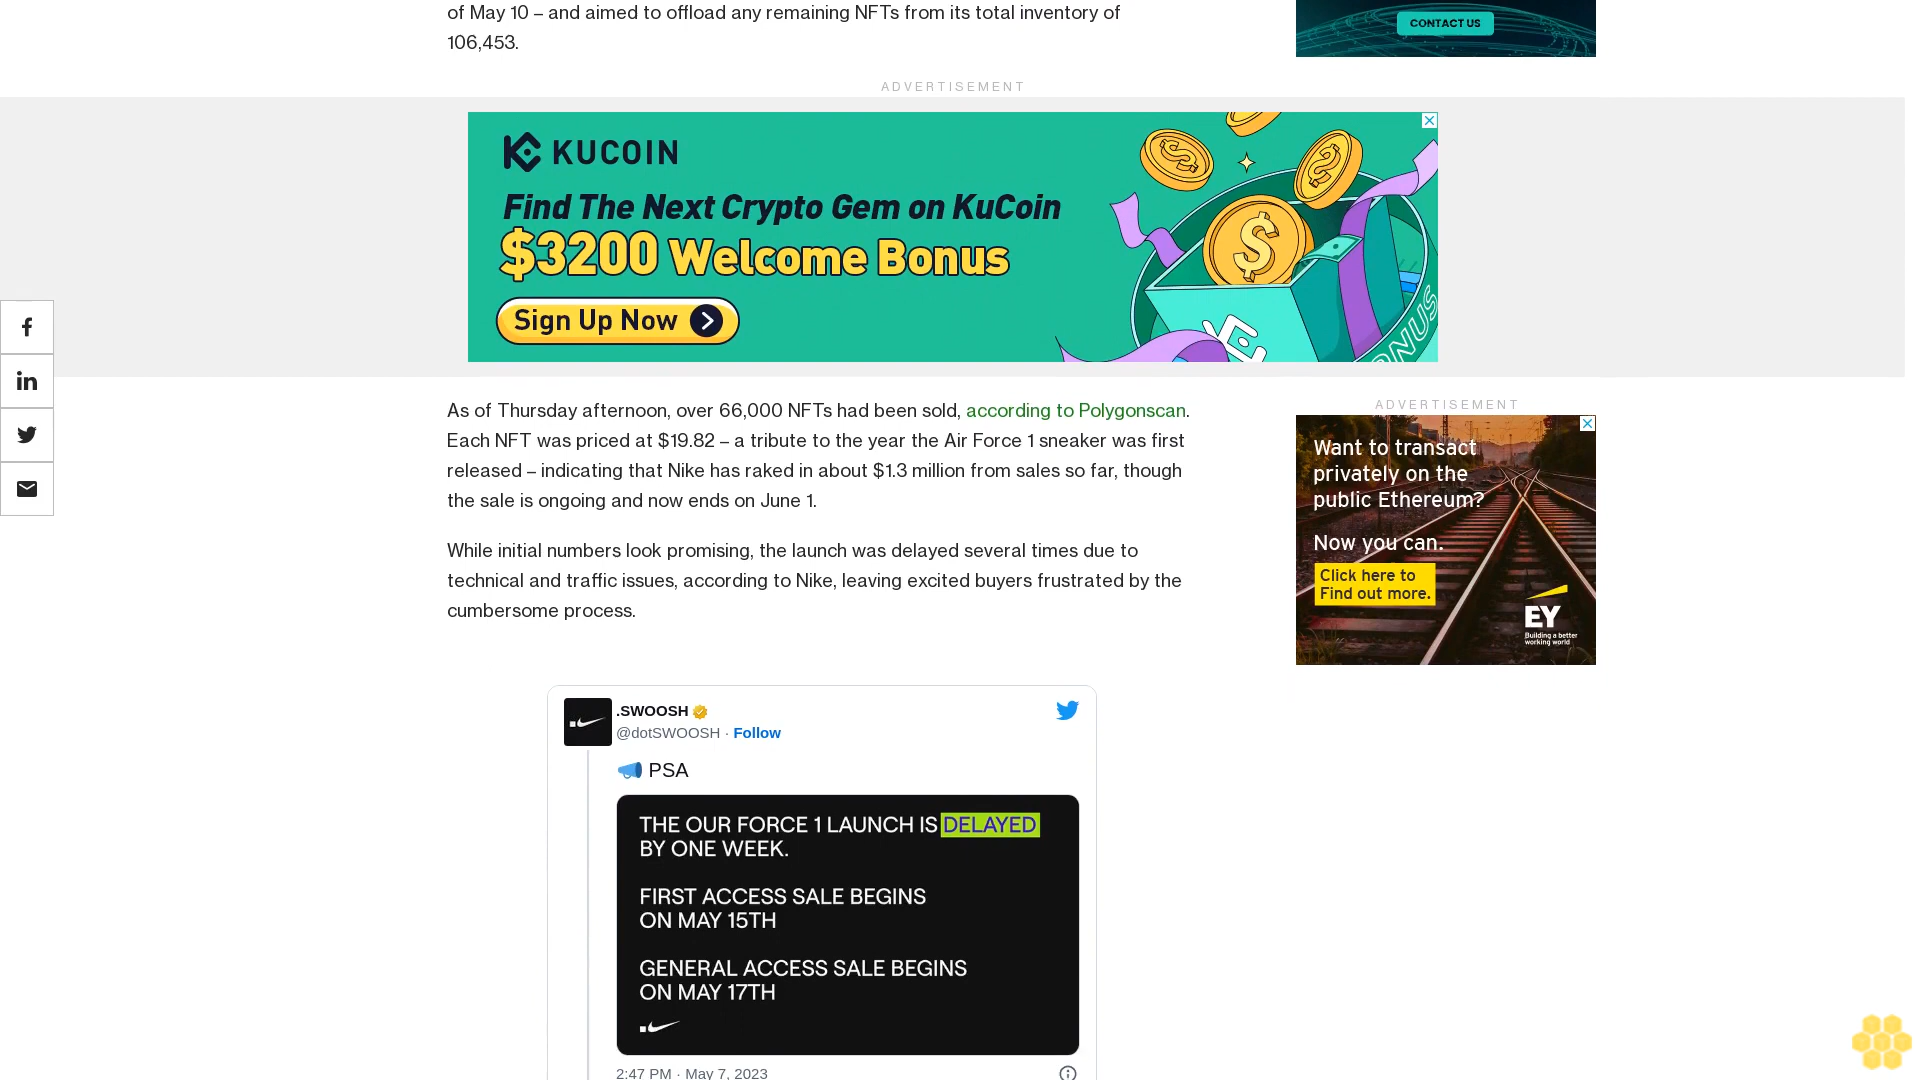 of May 10 – and aimed to offload any remaining NFTs from its total inventory of
106,453.
CONTACT US
ADVERTISEMENT
KUCOIN
Find The Next Crypto Gem on KuCoin
$3200 Welcome Bonus
Sign Up Now
BONUS
As of Thursday afternoon, over 66,000 NFTs had been sold, according to Polygonscan.
Each NFT was priced at $19.82 – a tribute to the year the Air Force 1 sneaker was first
released – indicating that Nike has raked in about $1.3 million from sales so far, though
the sale is ongoing and now ends on June 1.
While initial numbers look promising, the launch was delayed several times due to
technical and traffic issues, according to Nike, leaving excited buyers frustrated by the
cumbersome process.
ADVERTISEMENT
Want to transact
privately on the
public Ethereum?
Now you can.
Click here to
Find out more.
EY
Building a better
working world
.SWOOSH
@dotSWOOSH · Follow
PSA
THE OUR FORCE 1 LAUNCH IS DELAYED
BY ONE WEEK.
FIRST ACCESS SALE BEGINS
ON MAY 15TH
GENERAL ACCESS SALE BEGINS
ON MAY 17TH
2:47 PM · May 7, 2023